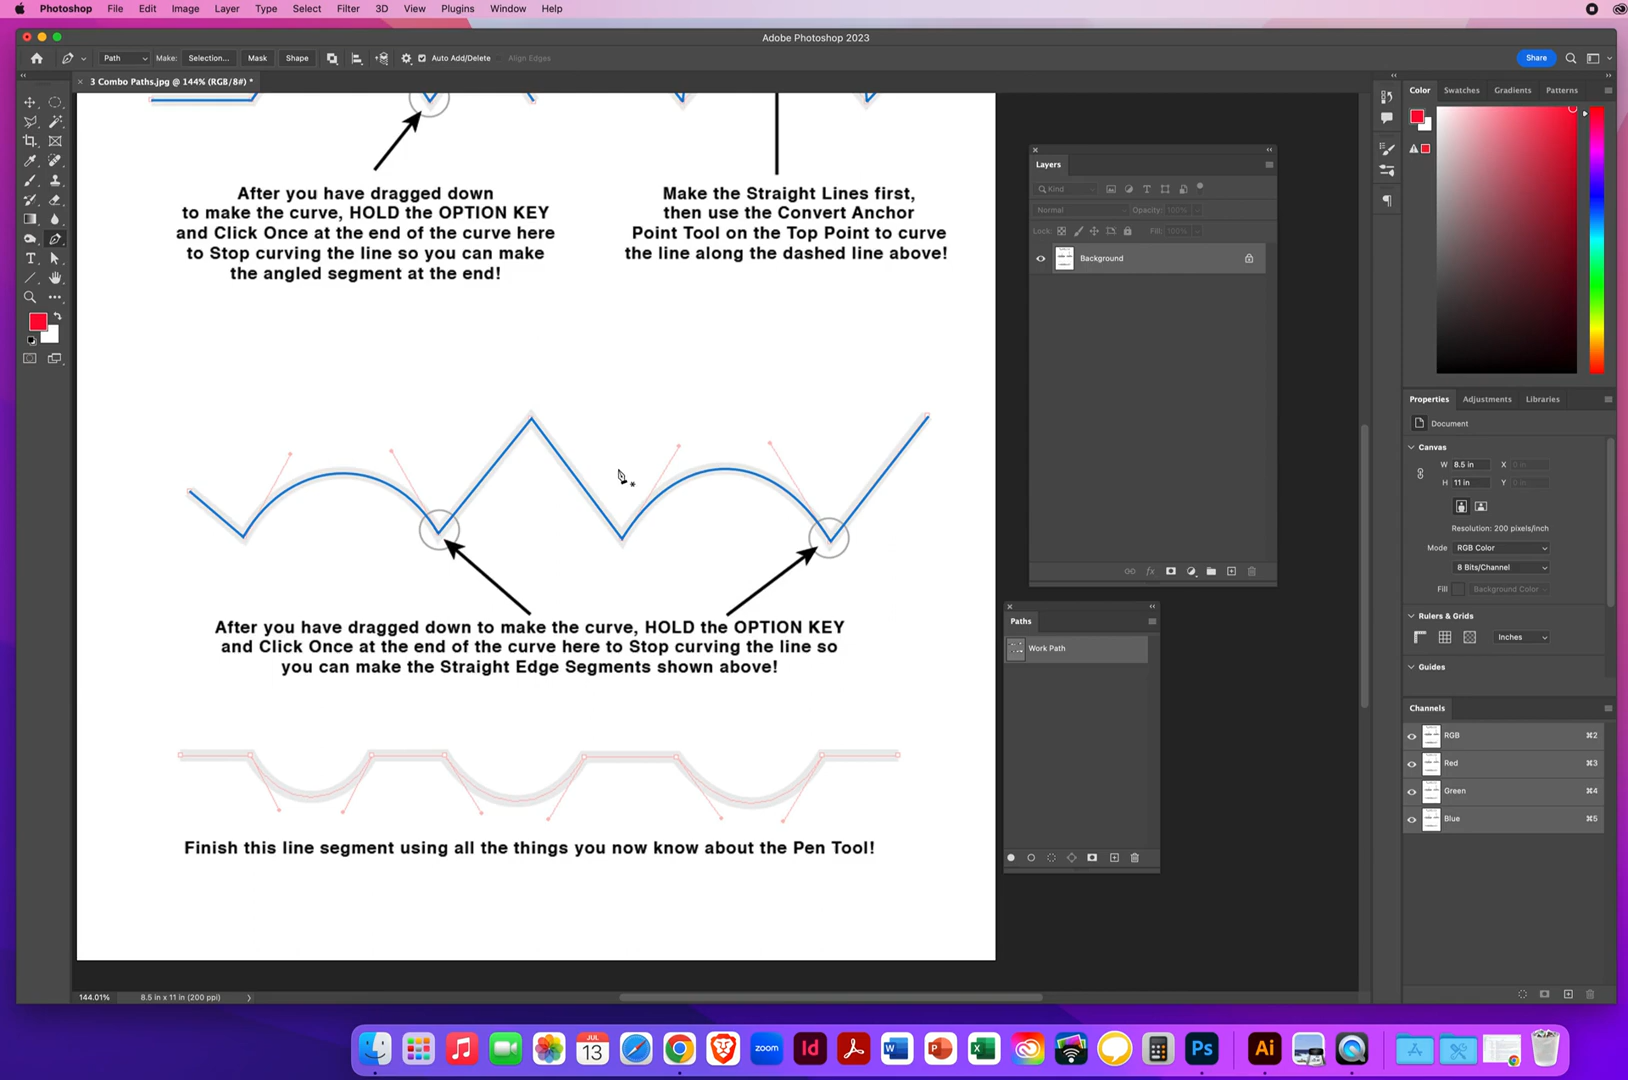 Photoshop File Edit Image Layer Type Select Filter 3D View Plugins Window Help
Adobe Photoshop 2023
Path Make: Selection... Mask Shape Auto Add/Delete Align Edges Share
3 Combo Paths.jpg @ 144% (RGB/8#) *
After you have dragged down
to make the curve, HOLD the OPTION KEY
and Click Once at the end of the curve here
to Stop curving the line so you can make
the angled segment at the end!
Make the Straight Lines first,
then use the Convert Anchor
Point Tool on the Top Point to curve
the line along the dashed line above!
After you have dragged down to make the curve, HOLD the OPTION KEY
and Click Once at the end of the curve here to Stop curving the line so
you can make the Straight Edge Segments shown above!
Finish this line segment using all the things you now know about the Pen Tool!
144.01% 8.5 in x 11 in (200 ppi)
Layers
Kind
Normal Opacity: 100%
Lock: Fill: 100%
Background
Paths
Work Path
Color Swatches Gradients Patterns
Properties Adjustments Libraries
Document
Canvas
W 8.5 in X 0 in
H 11 in Y 0 in
Resolution: 200 pixels/inch
Mode RGB Color
8 Bits/Channel
Fill Background Color
Rulers & Grids
Inches
Guides
Channels
RGB ⌘2
Red ⌘3
Green ⌘4
Blue ⌘5
JUL
13
zoom
Id
W
P
X
Ps
Ai